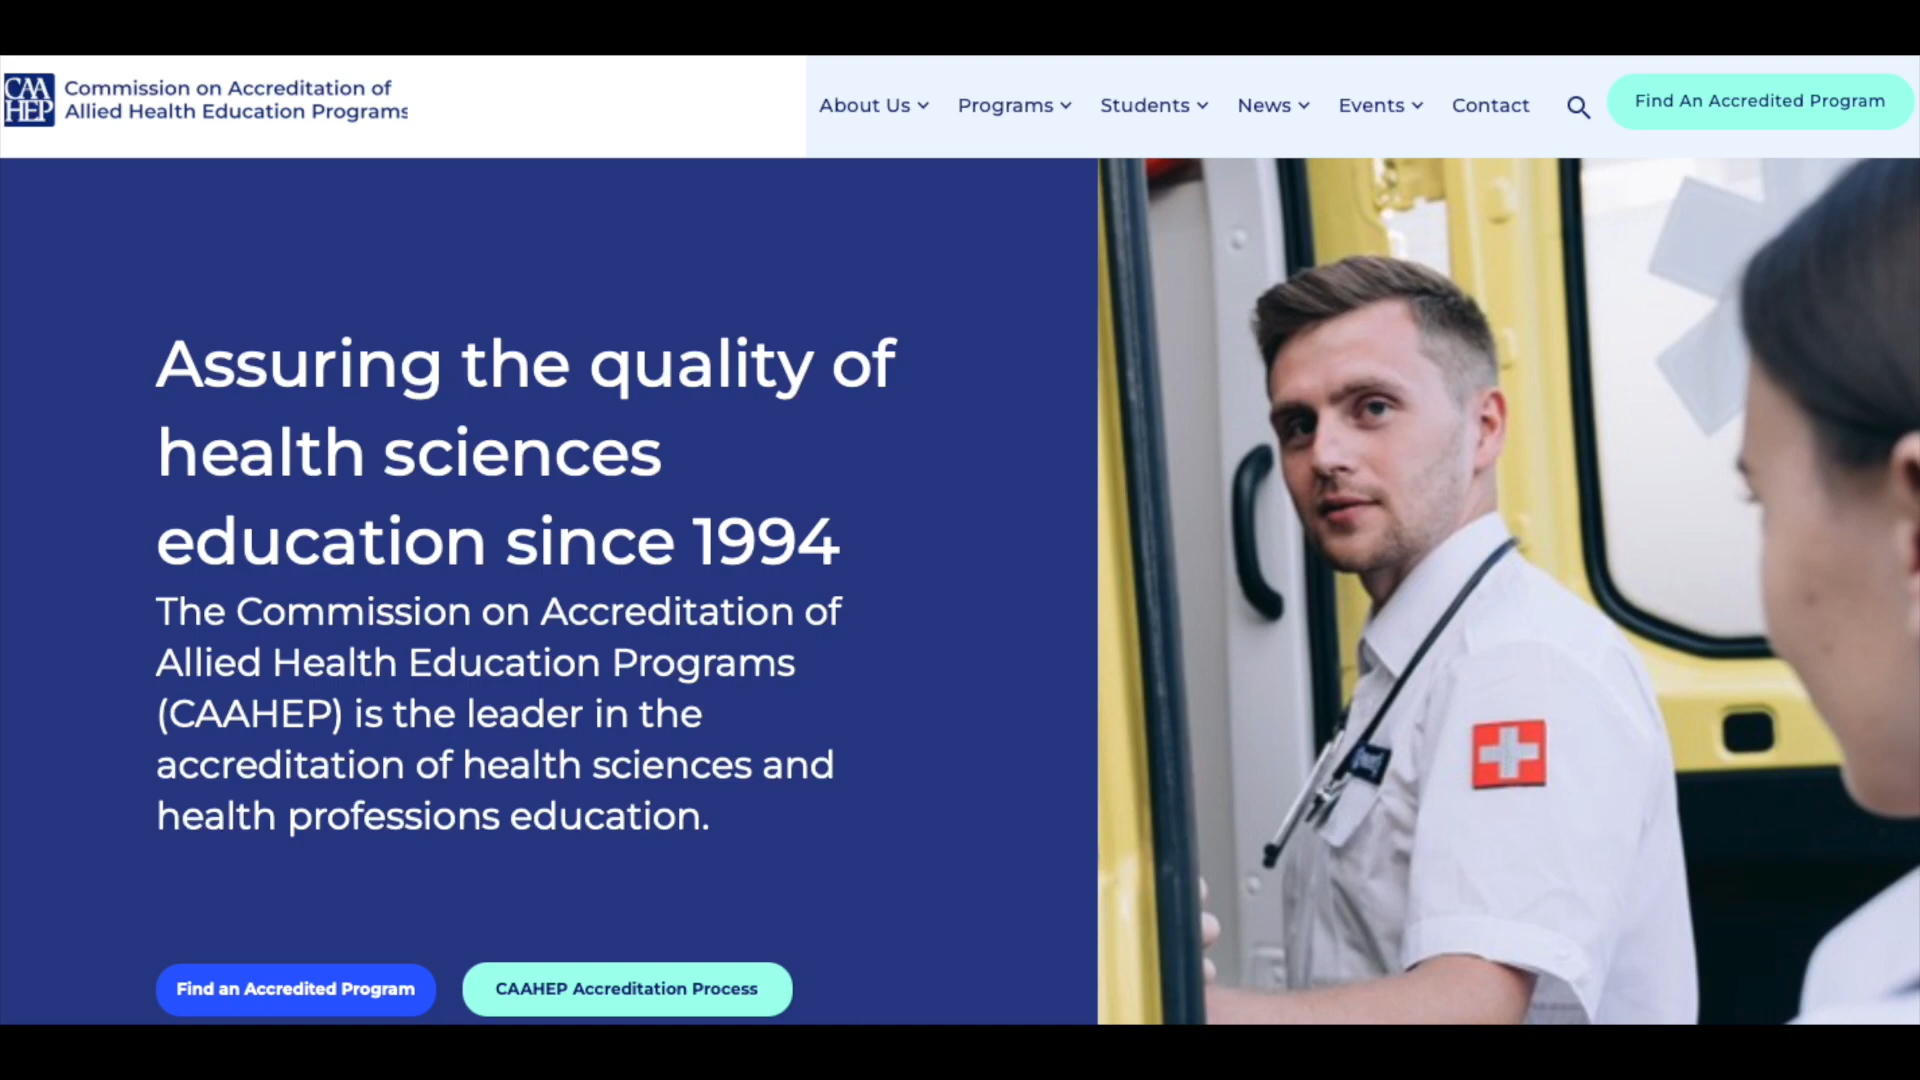 CAA
HEP
Commission on Accreditation of
Allied Health Education Programs
About Us
Programs
Students
News
Events
Contact
Find An Accredited Program
Assuring the quality of
health sciences
education since 1994
The Commission on Accreditation of
Allied Health Education Programs
(CAAHEP) is the leader in the
accreditation of health sciences and
health professions education.
Find an Accredited Program
CAAHEP Accreditation Process